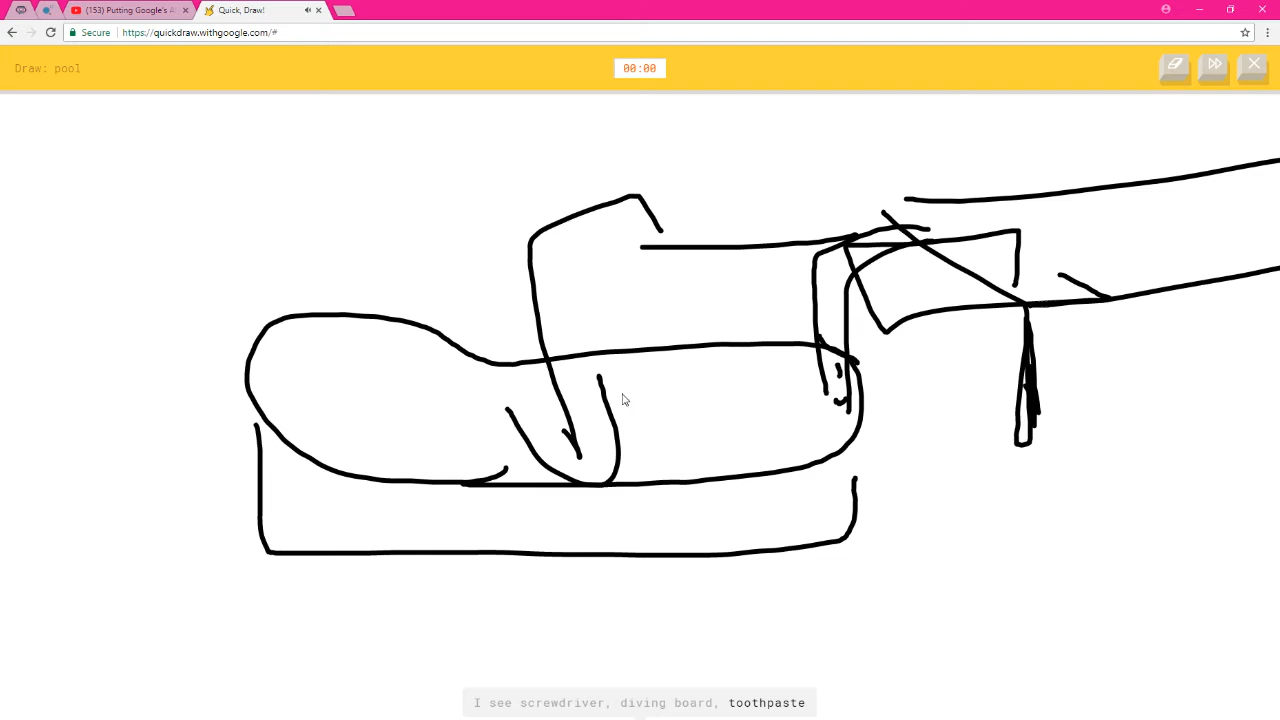 (153) Putting Google's A
Quick, Draw!
Secure
https://quickdraw.withgoogle.com/#
Draw: pool
00:00
I see screwdriver, diving board, toothpaste